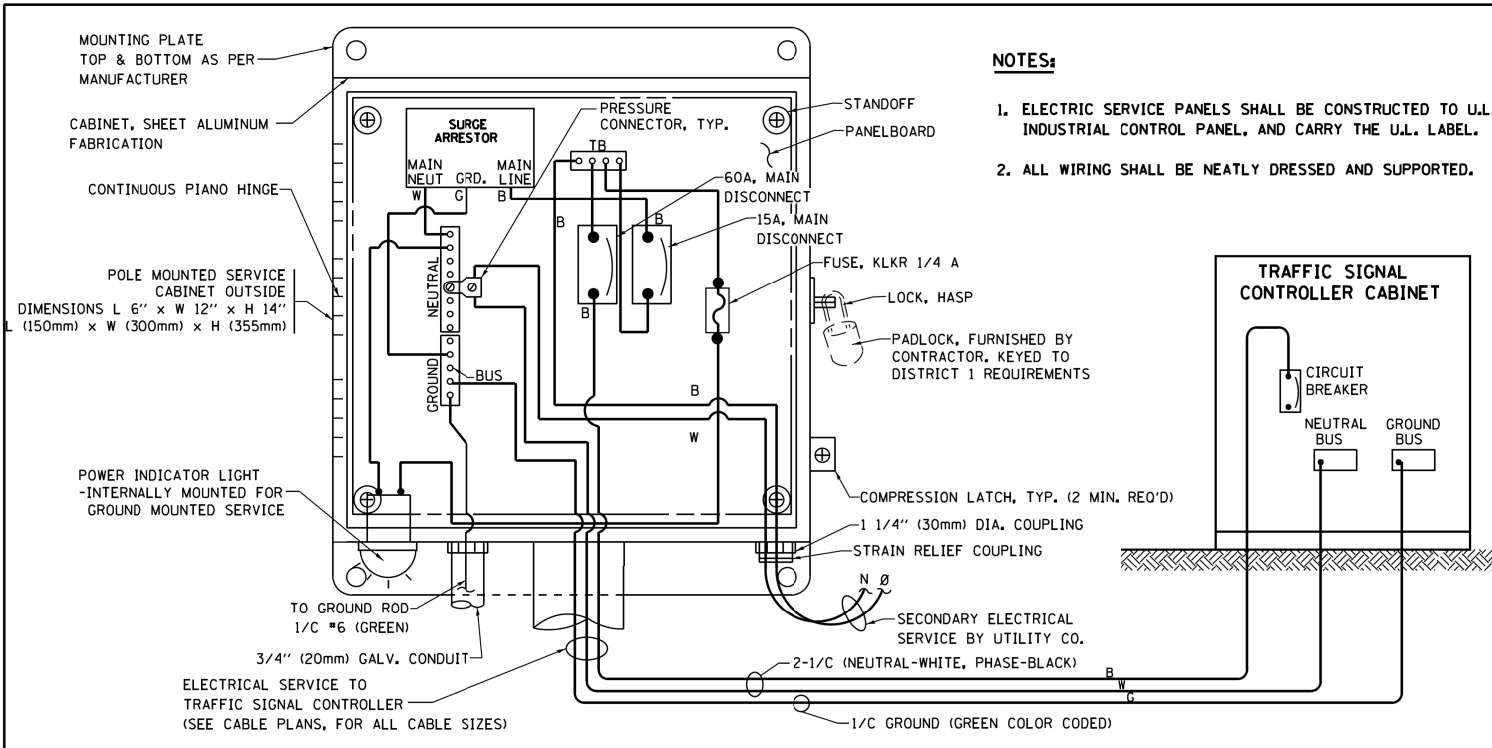 MOUNTING PLATE
TOP & BOTTOM AS PER
MANUFACTURER
CABINET, SHEET ALUMINUM
FABRICATION
CONTINUOUS PIANO HINGE
POLE MOUNTED SERVICE
CABINET OUTSIDE
DIMENSIONS L 6" x W 12" x H 14"
L (150mm) x W (300mm) x H (355mm)
POWER INDICATOR LIGHT
-INTERNALLY MOUNTED FOR
GROUND MOUNTED SERVICE
TO GROUND ROD
1/C #6 (GREEN)
3/4" (20mm) GALV. CONDUIT
ELECTRICAL SERVICE TO
TRAFFIC SIGNAL CONTROLLER
(SEE CABLE PLANS, FOR ALL CABLE SIZES)
SURGE
ARRESTOR
MAIN
NEUT
GRD.
MAIN
LINE
W
G
B
PRESSURE
CONNECTOR, TYP.
TB
B
B
B
NEUTRAL
GROUND
BUS
B
W
STANDOFF
PANELBOARD
60A, MAIN
DISCONNECT
15A, MAIN
DISCONNECT
FUSE, KLKR 1/4 A
LOCK, HASP
PADLOCK, FURNISHED BY
CONTRACTOR. KEYED TO
DISTRICT 1 REQUIREMENTS
COMPRESSION LATCH, TYP. (2 MIN. REQ'D)
1 1/4" (30mm) DIA. COUPLING
STRAIN RELIEF COUPLING
N Ø
SECONDARY ELECTRICAL
SERVICE BY UTILITY CO.
2-1/C (NEUTRAL-WHITE, PHASE-BLACK)
B
W
G
1/C GROUND (GREEN COLOR CODED)
NOTES:
1. ELECTRIC SERVICE PANELS SHALL BE CONSTRUCTED TO U.L.
INDUSTRIAL CONTROL PANEL, AND CARRY THE U.L. LABEL.
2. ALL WIRING SHALL BE NEATLY DRESSED AND SUPPORTED.
TRAFFIC SIGNAL
CONTROLLER CABINET
CIRCUIT
BREAKER
NEUTRAL
BUS
GROUND
BUS